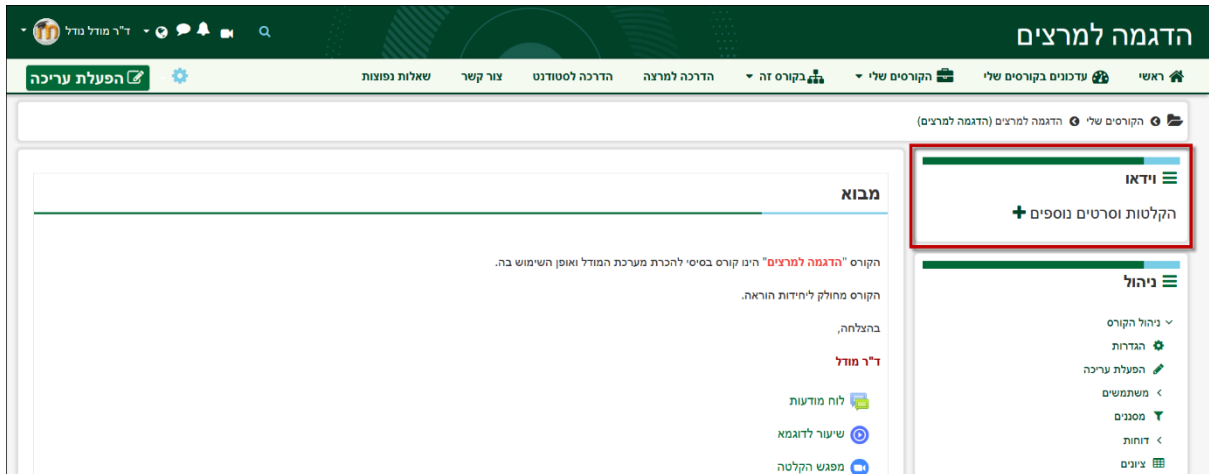 הדגמה למרצים
ד"ר מודל נודל
ראשי
עדכונים בקורסים שלי
הקורסים שלי
בקורס זה
הדרכה למרצה
הדרכה לסטודנט
צור קשר
שאלות נפוצות
הפעלת עריכה
הקורסים שלי
הדגמה למרצים (הדגמה למרצים)
וידאו
הקלטות וסרטים נוספים
ניהול
ניהול הקורס
הגדרות
הפעלת עריכה
משתמשים
מסננים
דוחות
ציונים
מבוא
הקורס "הדגמה למרצים" הינו קורס בסיסי להכרת מערכת המודל ואופן השימוש בה.
הקורס מחולק ליחידות הוראה.
בהצלחה,
ד"ר מודל
לוח מודעות
שיעור לדוגמא
מפגש הקלטה